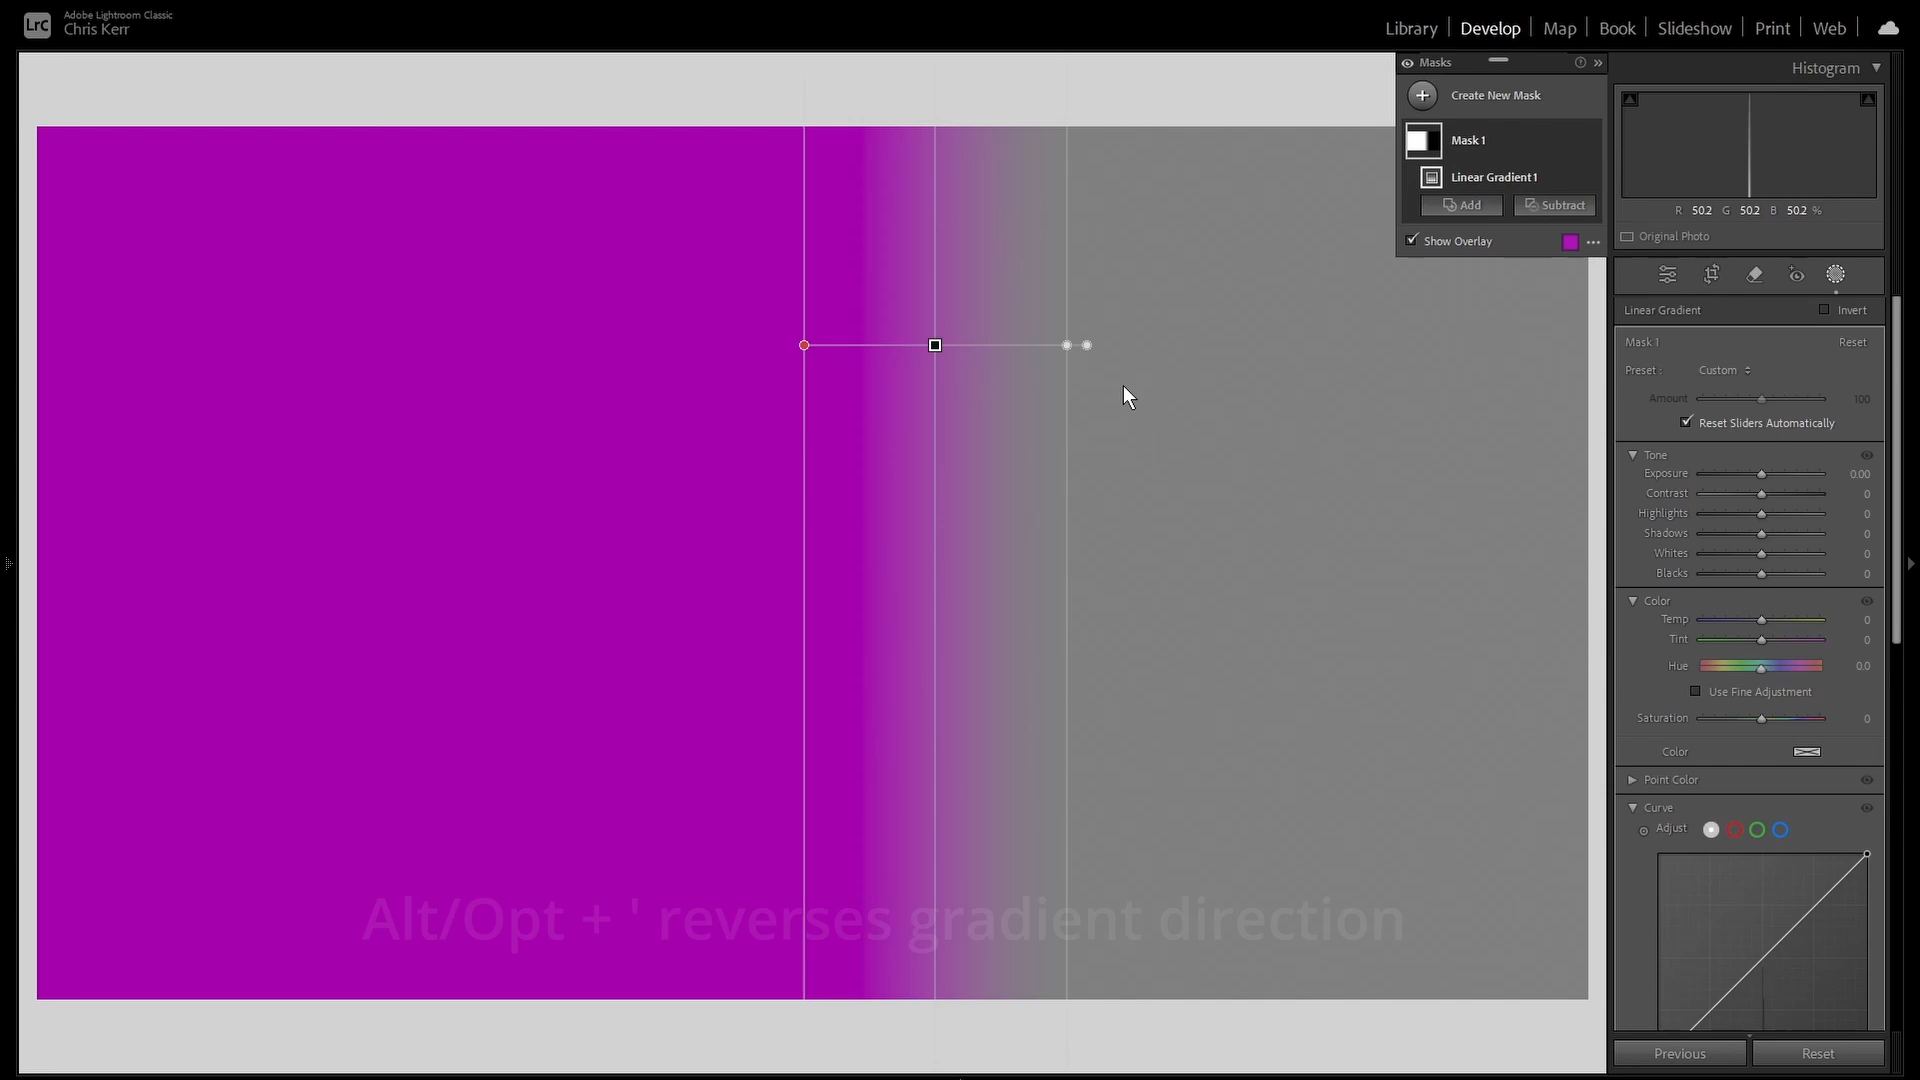 Adobe Lightroom Classic
LrC
Chris Kerr
Library
Develop
Map
Book
Slideshow
Print
Web
Masks
Create New Mask
Mask 1
Linear Gradient 1
Add
Subtract
Show Overlay
Histogram
R 50.2 G 50.2 B 50.2 %
Original Photo
Linear Gradient
Invert
Mask 1
Reset
Preset :
Custom
Amount
100
Reset Sliders Automatically
Tone
Exposure
0.00
Contrast
0
Highlights
0
Shadows
0
Whites
0
Blacks
0
Color
Temp
0
Tint
0
Hue
0.0
Use Fine Adjustment
Saturation
0
Color
Point Color
Curve
Adjust
Alt/Opt + ' reverses gradient direction
Previous
Reset